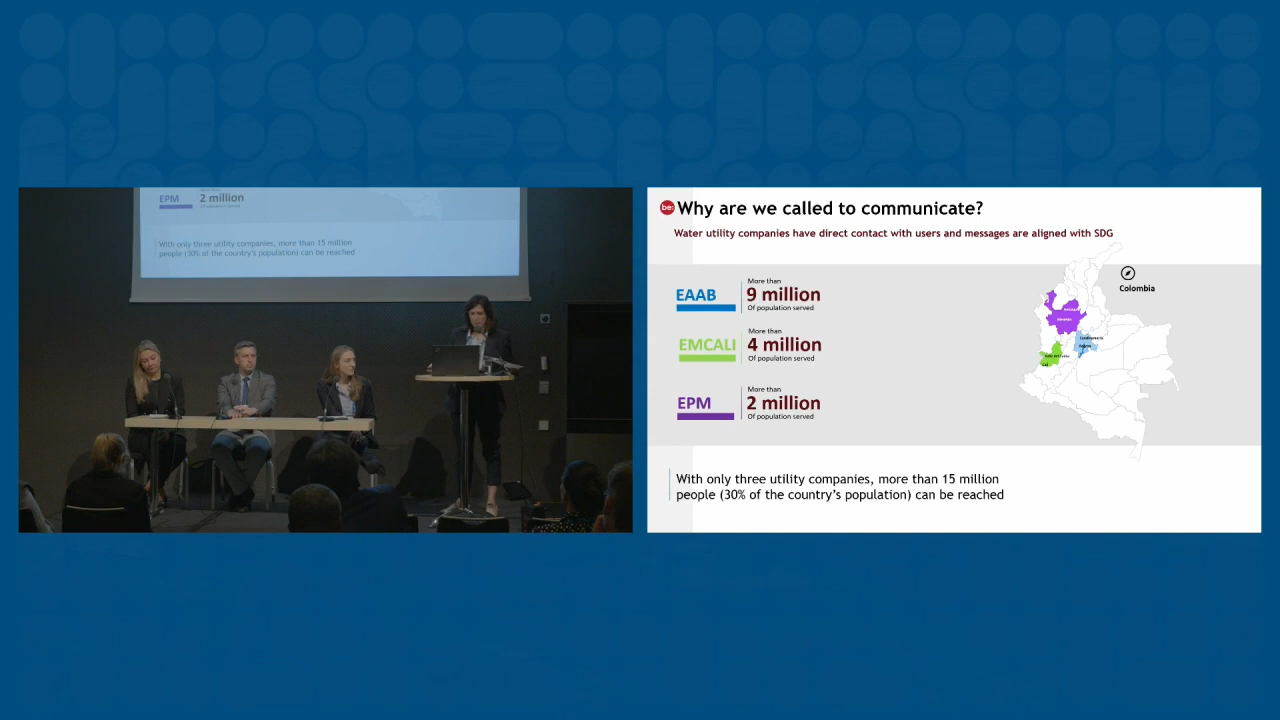 EPM
2 million
Of population served
With only three utility companies, more than 15 million
people (30% of the country's population) can be reached
be:
Why are we called to communicate?
Water utility companies have direct contact with users and messages are aligned with SDG
EAAB
More than
9 million
Of population served
EMCALI
More than
4 million
Of population served
EPM
More than
2 million
Of population served
Colombia
With only three utility companies, more than 15 million
people (30% of the country's population) can be reached